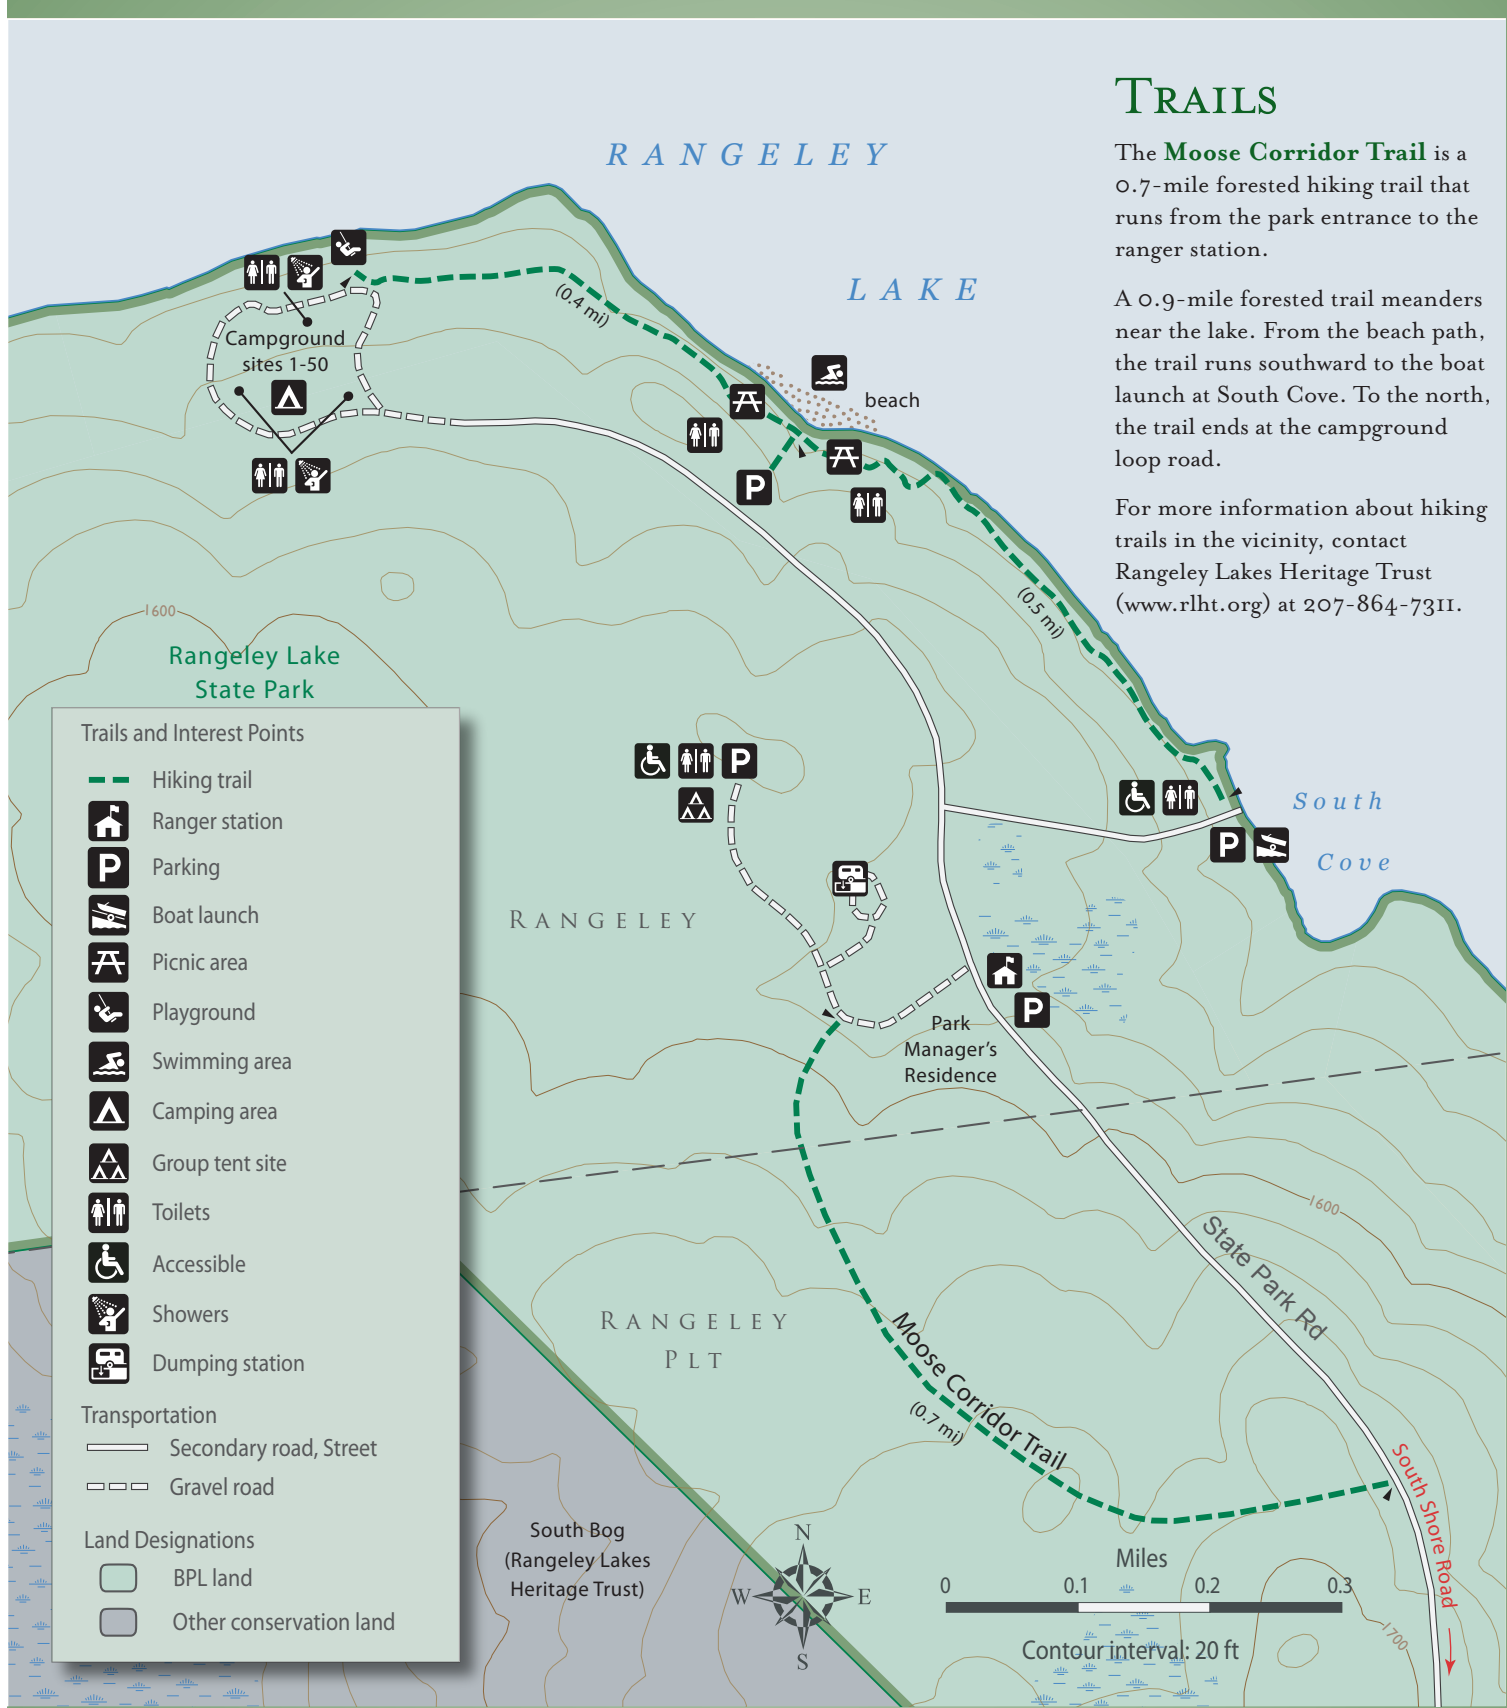 RANGELEY
LAKE
TRAILS
The Moose Corridor Trail is a
0.7-mile forested hiking trail that
runs from the park entrance to the
ranger station.
A 0.9-mile forested trail meanders
near the lake. From the beach path,
the trail runs southward to the boat
launch at South Cove. To the north,
the trail ends at the campground
loop road.
For more information about hiking
trails in the vicinity, contact
Rangeley Lakes Heritage Trust
(www.rlht.org) at 207-864-7311.
(0.4 mi)
Campground
sites 1-50
beach
P
(0.5 mi)
1600
Rangeley Lake
State Park
P
South
Cove
P
RANGELEY
P
Park
Manager's
Residence
1600
State Park Rd
RANGELEY
PLT
Moose Corridor Trail
(0.7 mi)
South Shore Road
1700
South Bog
(Rangeley Lakes
Heritage Trust)
N
W
E
S
Miles
0 0.1 0.2 0.3
Contour interval: 20 ft
Trails and Interest Points
Hiking trail
Ranger station
P Parking
Boat launch
Picnic area
Playground
Swimming area
Camping area
Group tent site
Toilets
Accessible
Showers
Dumping station
Transportation
Secondary road, Street
Gravel road
Land Designations
BPL land
Other conservation land